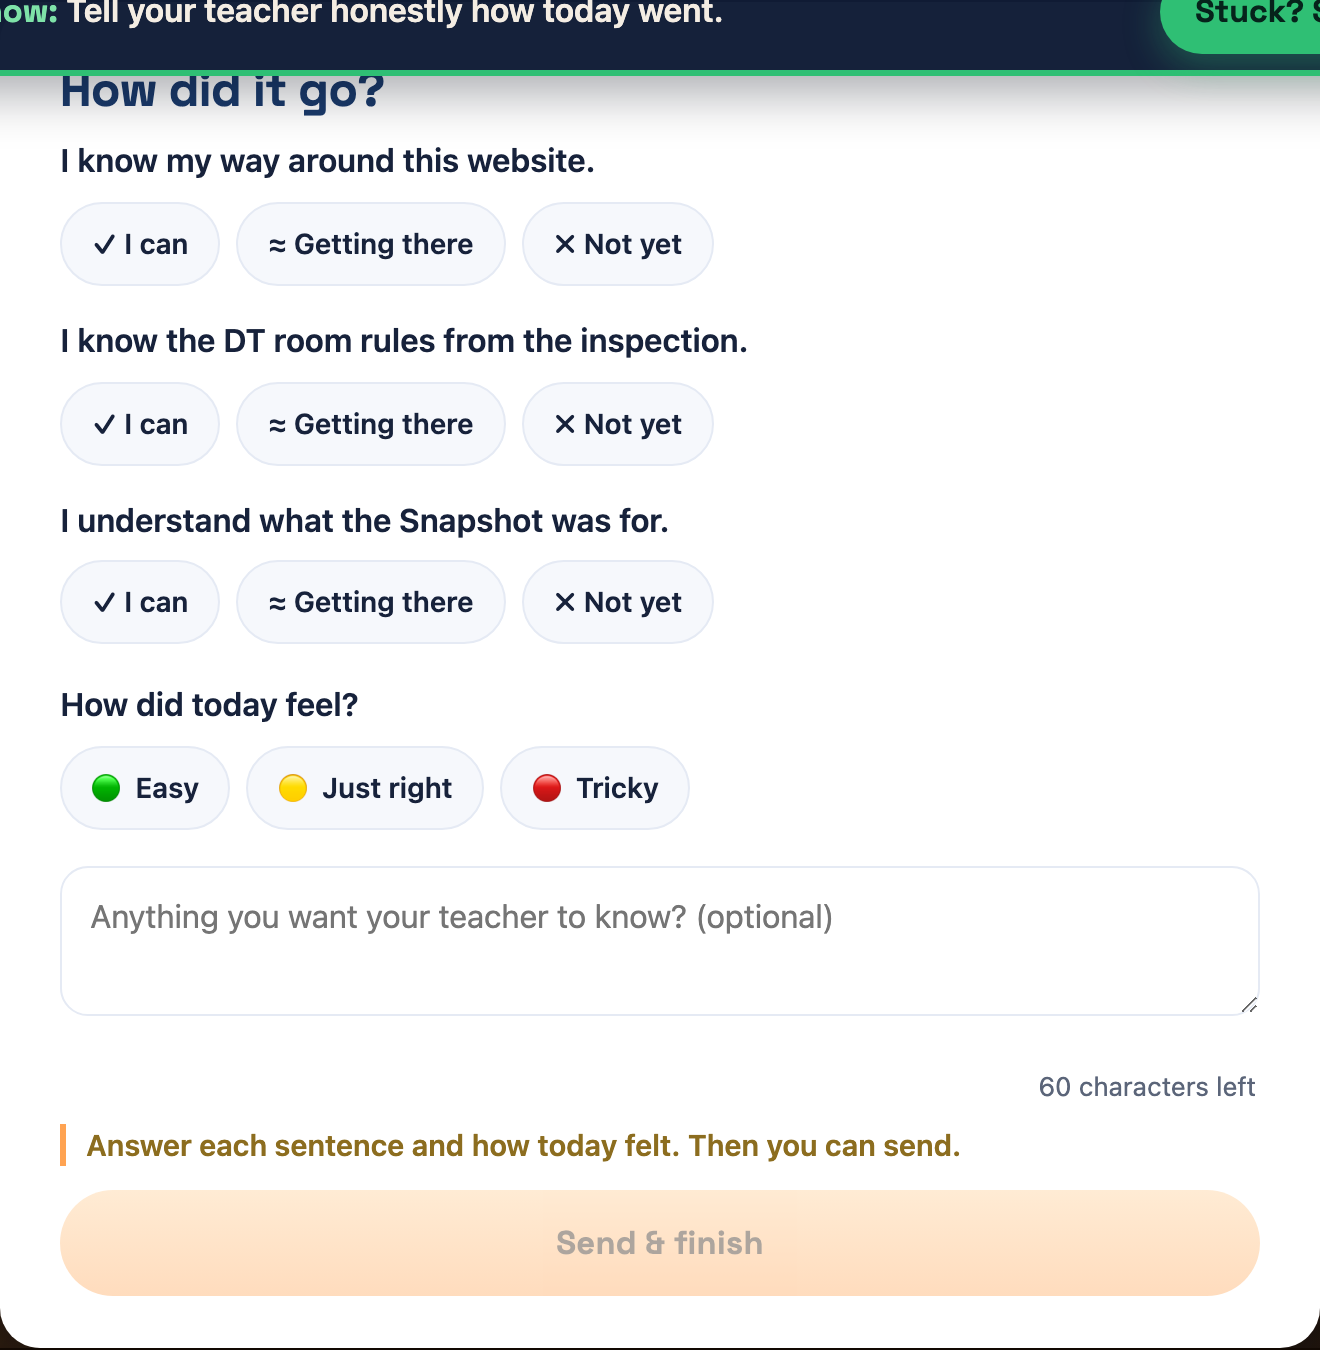 now: Tell your teacher honestly how today went.
Stuck? S
How did it go?
I know my way around this website.
✓ I can
≈ Getting there
✕ Not yet
I know the DT room rules from the inspection.
✓ I can
≈ Getting there
✕ Not yet
I understand what the Snapshot was for.
✓ I can
≈ Getting there
✕ Not yet
How did today feel?
Easy
Just right
Tricky
Anything you want your teacher to know? (optional)
60 characters left
Answer each sentence and how today felt. Then you can send.
Send & finish